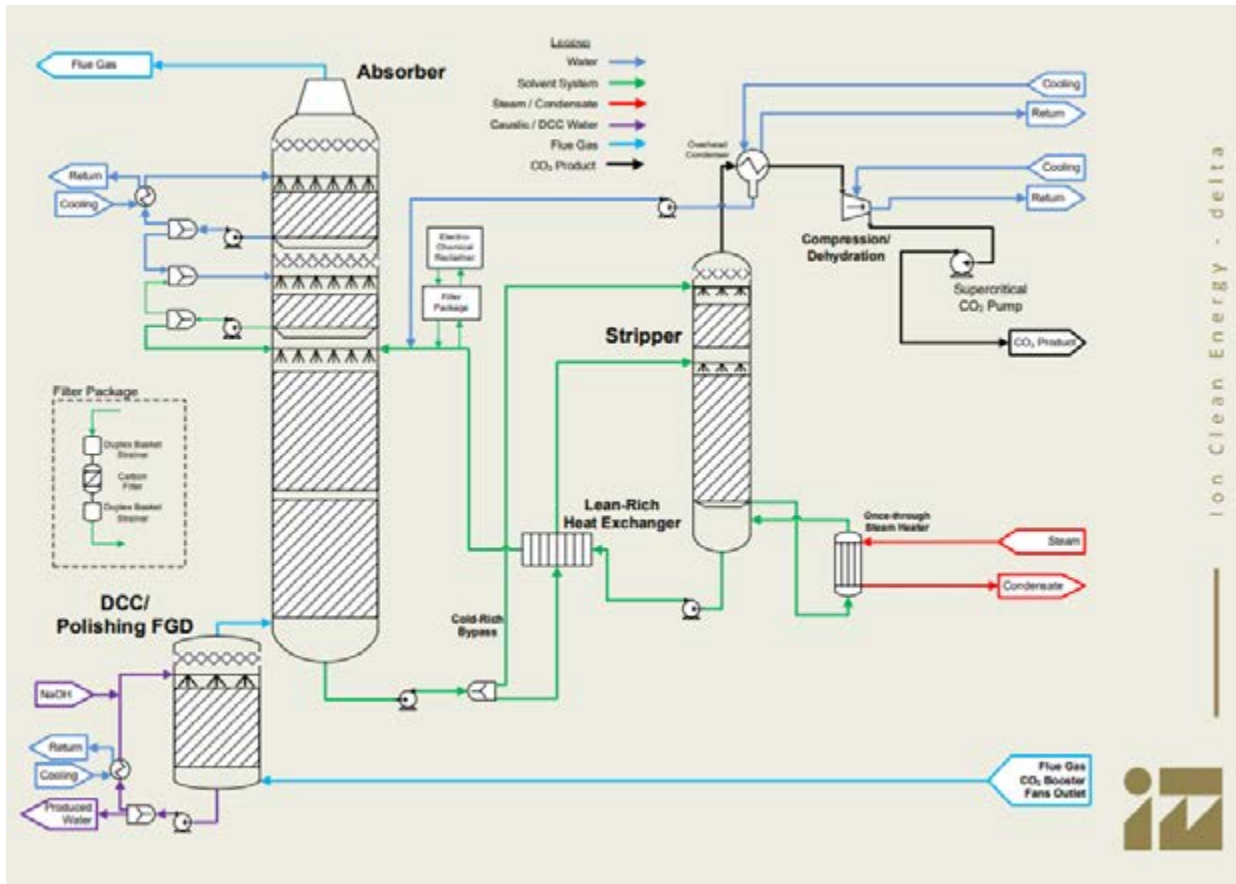 Flue Gas
Absorber
Legend
Water
Solvent System
Steam / Condensate
Caustic / DCC Water
Flue Gas
CO₂ Product
Cooling
Return
Overhead
Condenser
Cooling
Return
Compression/
Dehydration
Supercritical
CO₂ Pump
CO₂ Product
Return
Cooling
Electro-
Chemical
Reclaimer
Filter
Package
Stripper
Filter Package
Duplex Basket
Strainer
Carbon
Filter
Duplex Basket
Strainer
Lean-Rich
Heat Exchanger
Once-through
Steam Heater
Steam
Condensate
Cold-Rich
Bypass
DCC/
Polishing FGD
NaOH
Return
Cooling
Produced
Water
Flue Gas
CO₂ Booster
Fans Outlet
Ion Clean Energy - delta